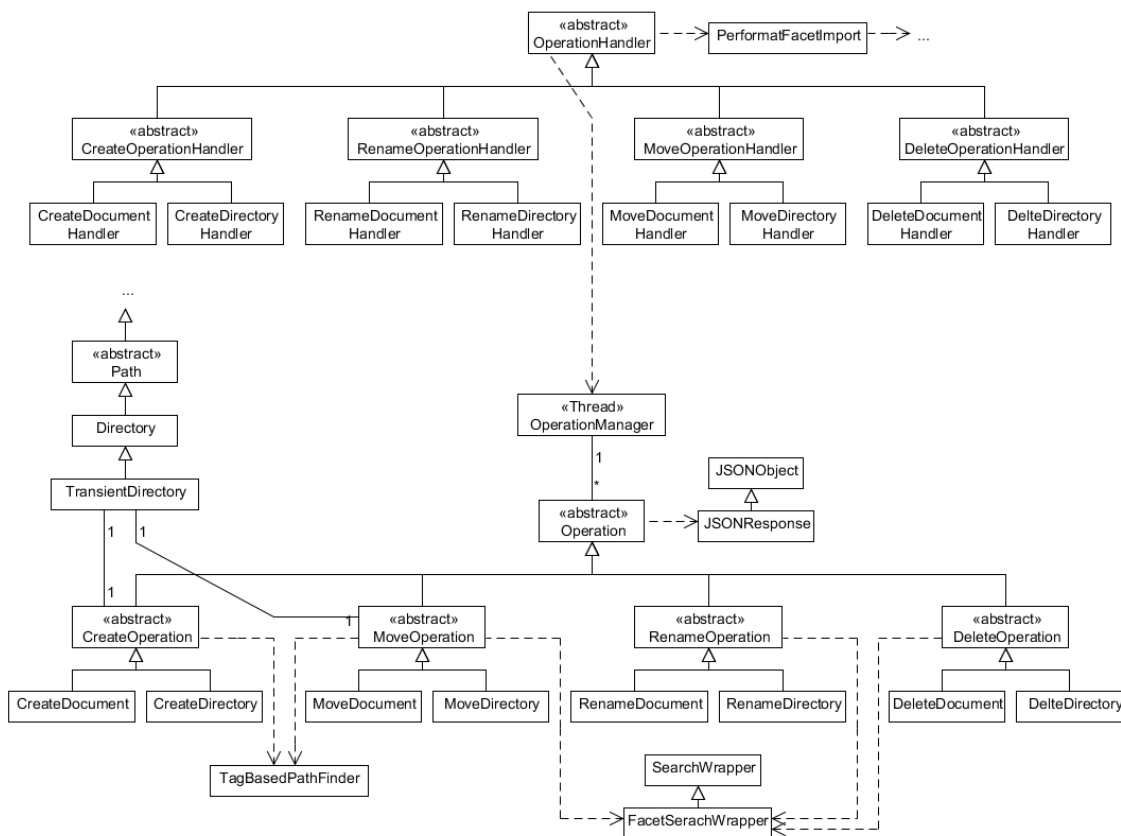 «abstract»
OperationHandler
PerformatFacetImport
...
«abstract»
CreateOperationHandler
«abstract»
RenameOperationHandler
«abstract»
MoveOperationHandler
«abstract»
DeleteOperationHandler
CreateDocument
Handler
CreateDirectory
Handler
RenameDocument
Handler
RenameDirectory
Handler
MoveDocument
Handler
MoveDirectory
Handler
DeleteDocument
Handler
DelteDirectory
Handler
...
«abstract»
Path
Directory
TransientDirectory
«Thread»
OperationManager
1
*
«abstract»
Operation
JSONObject
JSONResponse
1
1
1
1
«abstract»
CreateOperation
«abstract»
MoveOperation
«abstract»
RenameOperation
«abstract»
DeleteOperation
CreateDocument
CreateDirectory
MoveDocument
MoveDirectory
RenameDocument
RenameDirectory
DeleteDocument
DelteDirectory
TagBasedPathFinder
SearchWrapper
FacetSerachWrapper